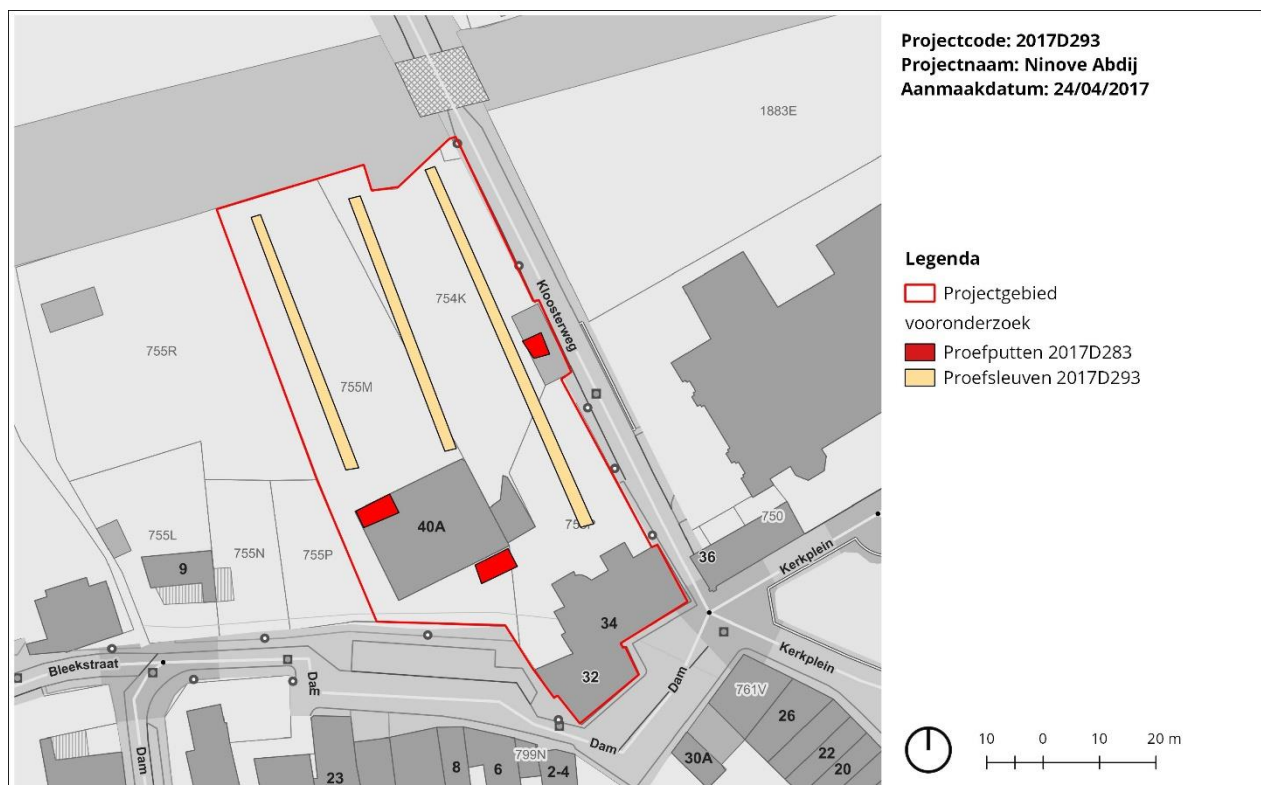 Projectcode: 2017D293
Projectnaam: Ninove Abdij
Aanmaakdatum: 24/04/2017
1883E
Kloosterweg
754K
755R
755M
Legenda
Projectgebied
vooronderzoek
Proefputten 2017D283
Proefsleuven 2017D293
40A
755L
755N
755P
9
750
36
Kerkplein
34
32
Kerkplein
Bleekstraat
Dam
Dam
Dam
Dam
761V
26
22
20
30A
799N
23
8
6
2-4
10 0 10 20 m